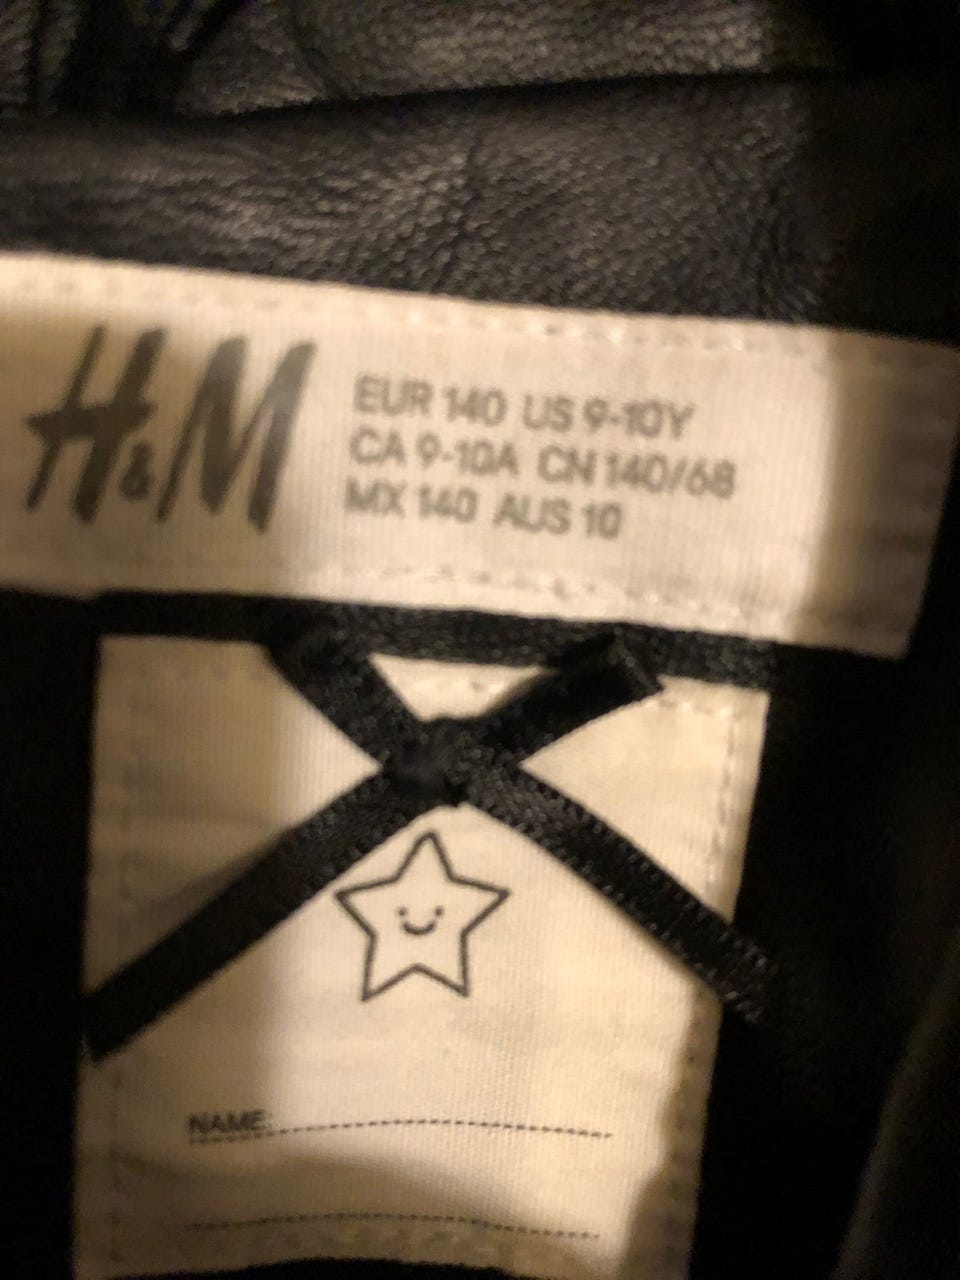 H&M
EUR 140 US 9-10Y
CA 9-10A CN 140/68
MX 140 AUS 10
NAME: